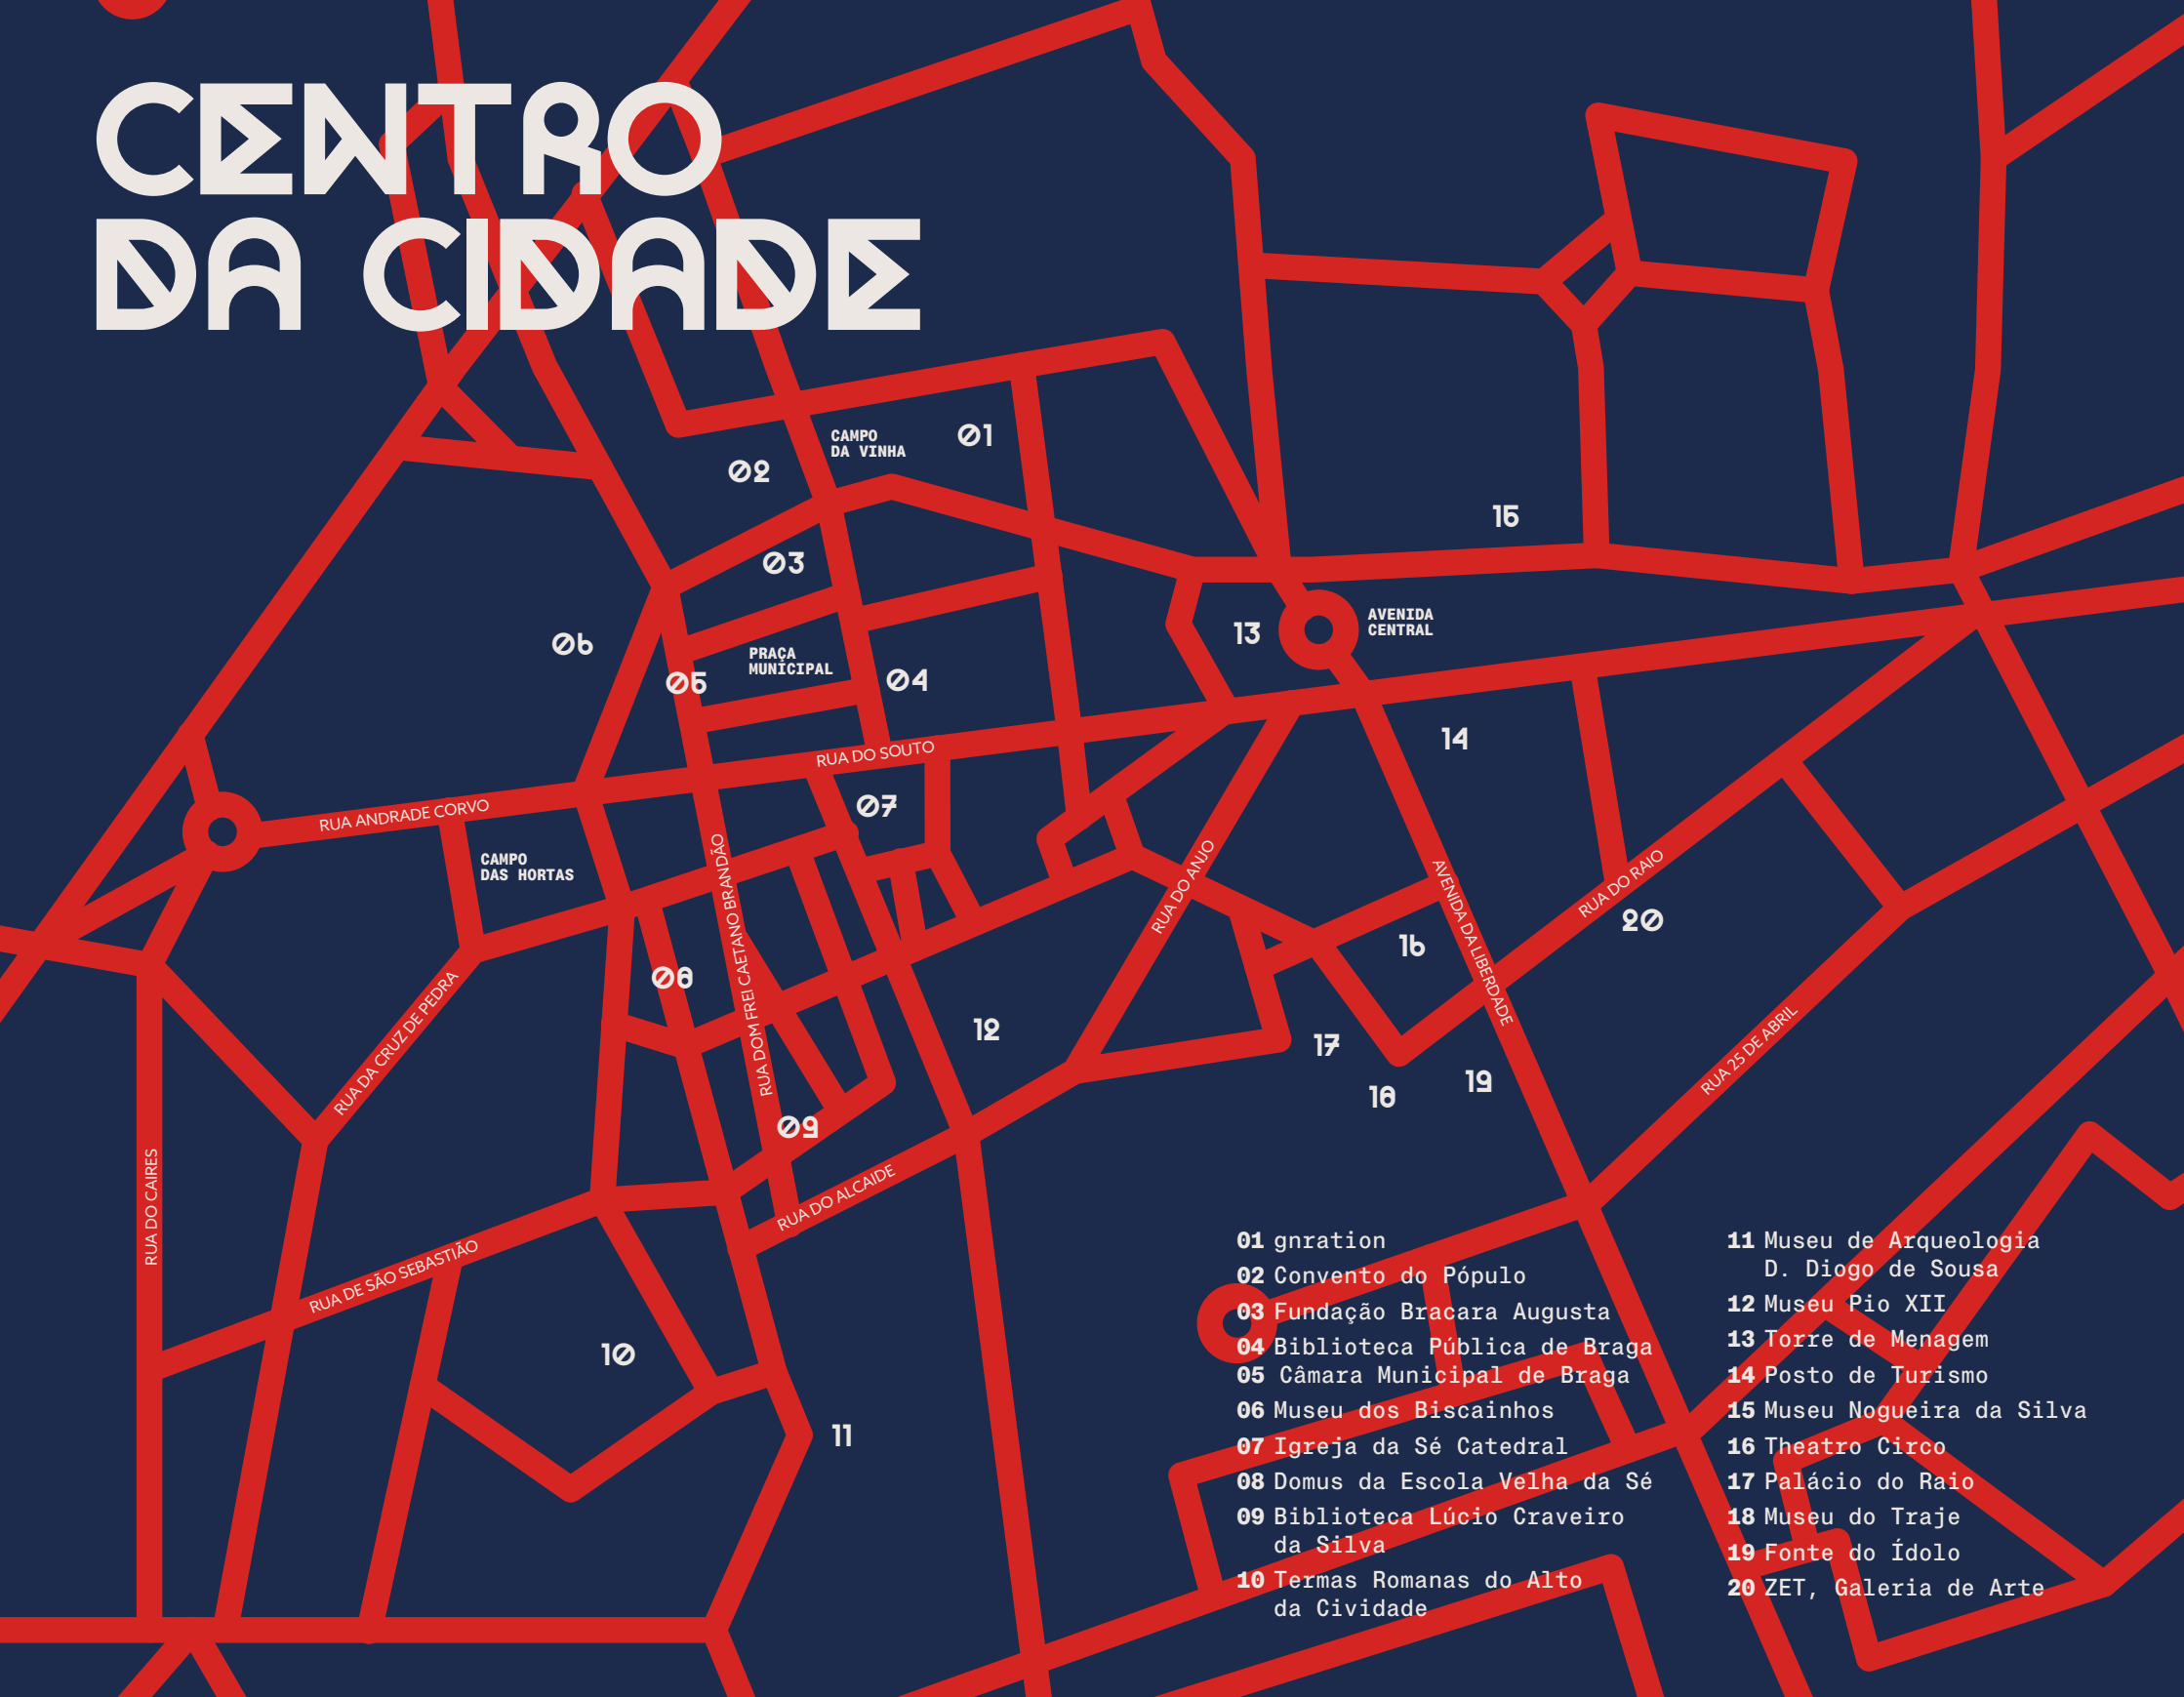 CENTRO
DA CIDADE
CAMPO
DA VINHA
01
02
03
15
06
PRAÇA
MUNICIPAL
05
04
13
AVENIDA
CENTRAL
14
RUA DO SOUTO
RUA ANDRADE CORVO
07
CAMPO
DAS HORTAS
RUA DOM FREI CAETANO BRANDÃO
RUA DO ANJO
AVENIDA DA LIBERDADE
RUA DO RAIO
20
16
08
RUA DA CRUZ DE PEDRA
12
17
18
19
RUA 25 DE ABRIL
09
RUA DO ALCAIDE
RUA DO CAIRES
RUA DE SÃO SEBASTIÃO
10
11
01 gnration
02 Convento do Pópulo
03 Fundação Bracara Augusta
04 Biblioteca Pública de Braga
05 Câmara Municipal de Braga
06 Museu dos Biscainhos
07 Igreja da Sé Catedral
08 Domus da Escola Velha da Sé
09 Biblioteca Lúcio Craveiro
da Silva
10 Termas Romanas do Alto
da Cividade
11 Museu de Arqueologia
D. Diogo de Sousa
12 Museu Pio XII
13 Torre de Menagem
14 Posto de Turismo
15 Museu Nogueira da Silva
16 Theatro Circo
17 Palácio do Raio
18 Museu do Traje
19 Fonte do Ídolo
20 ZET, Galeria de Arte